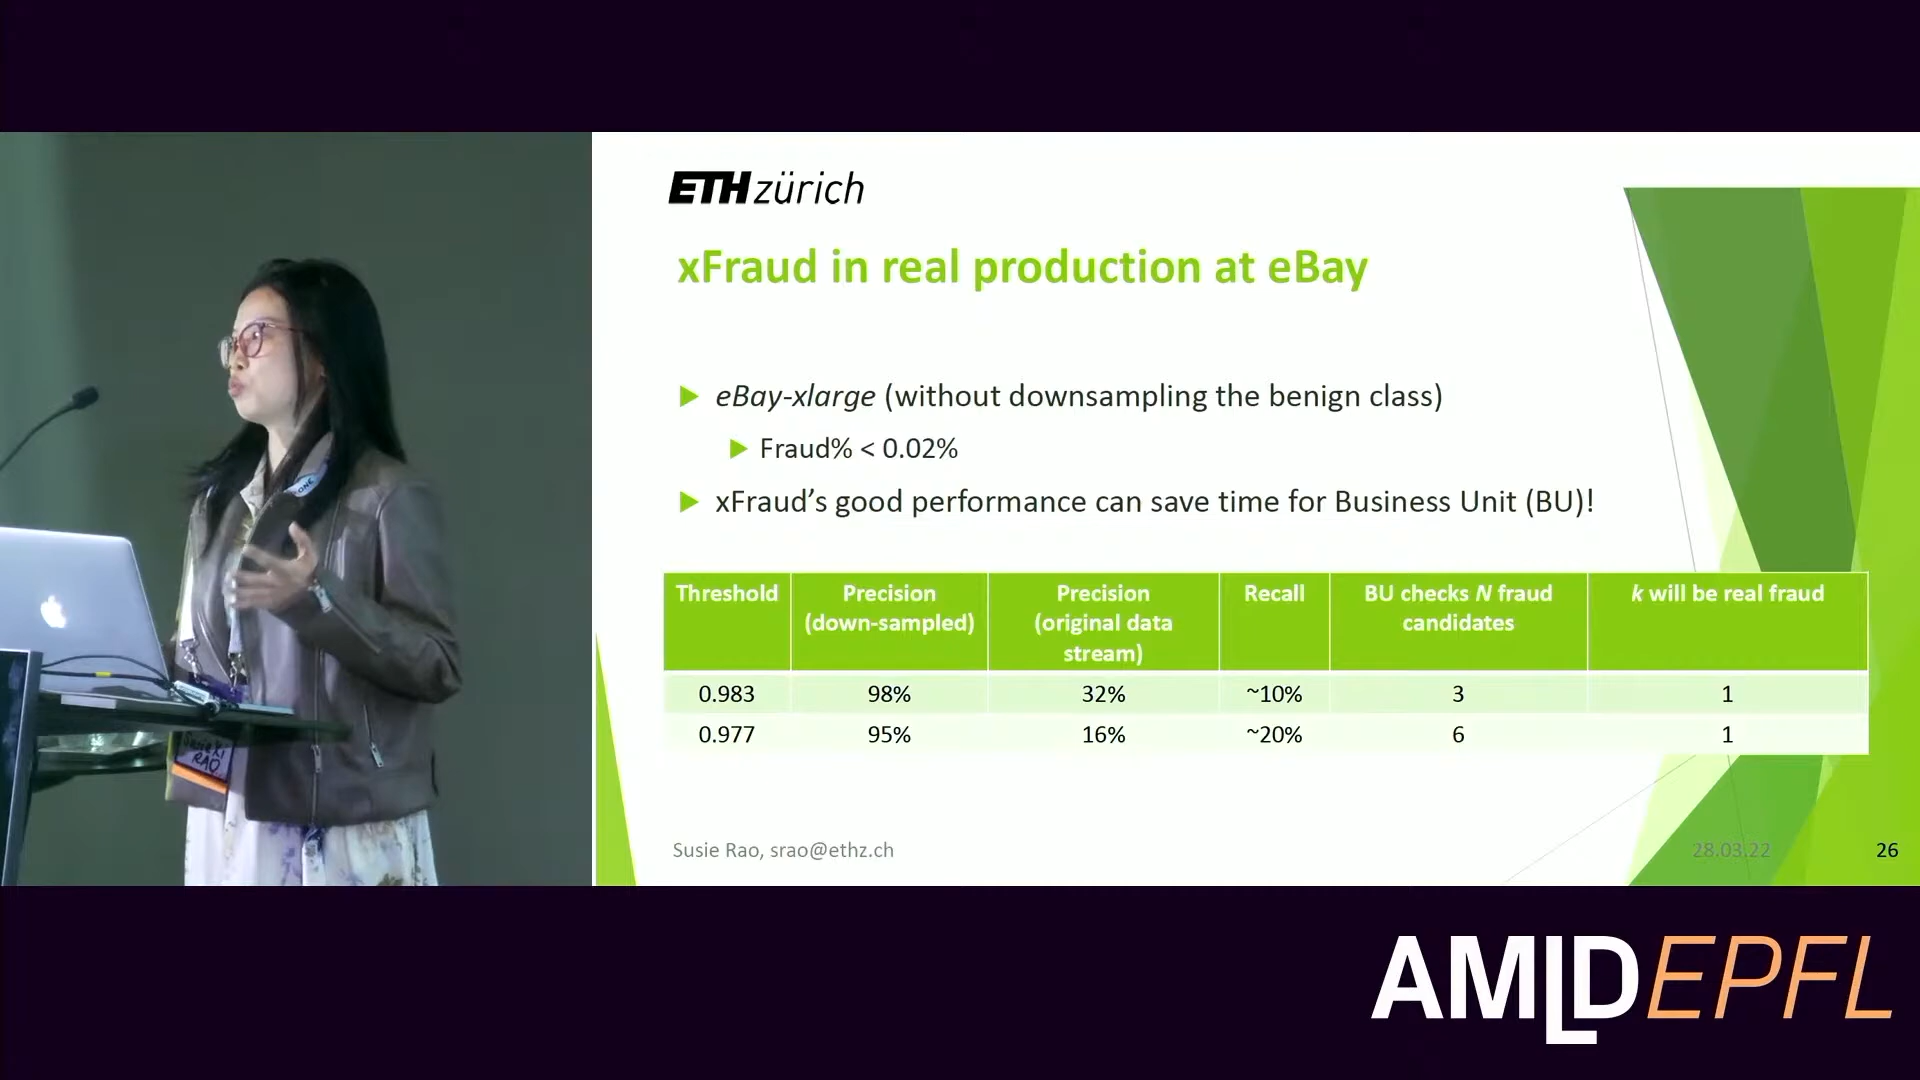 ETH zürich
xFraud in real production at eBay
eBay-xlarge (without downsampling the benign class)
Fraud% < 0.02%
xFraud’s good performance can save time for Business Unit (BU)!
Threshold
Precision
(down-sampled)
Precision
(original data
stream)
Recall
BU checks N fraud
candidates
k will be real fraud
0.983 98% 32% ~10% 3 1
0.977 95% 16% ~20% 6 1
Susie Rao, srao@ethz.ch
28.03.22
26
RAO
AMLDEPFL